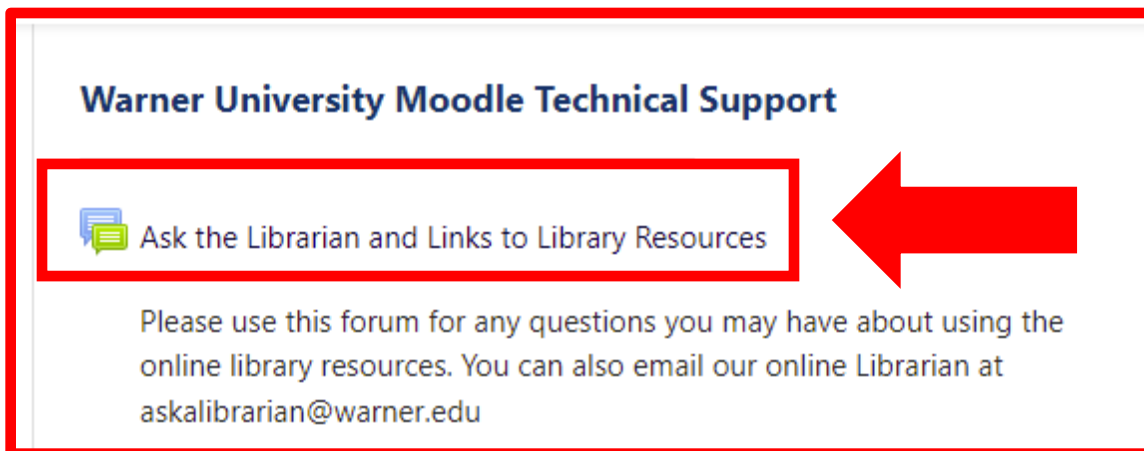 Warner University Moodle Technical Support
Ask the Librarian and Links to Library Resources
Please use this forum for any questions you may have about using the
online library resources. You can also email our online Librarian at
askalibrarian@warner.edu